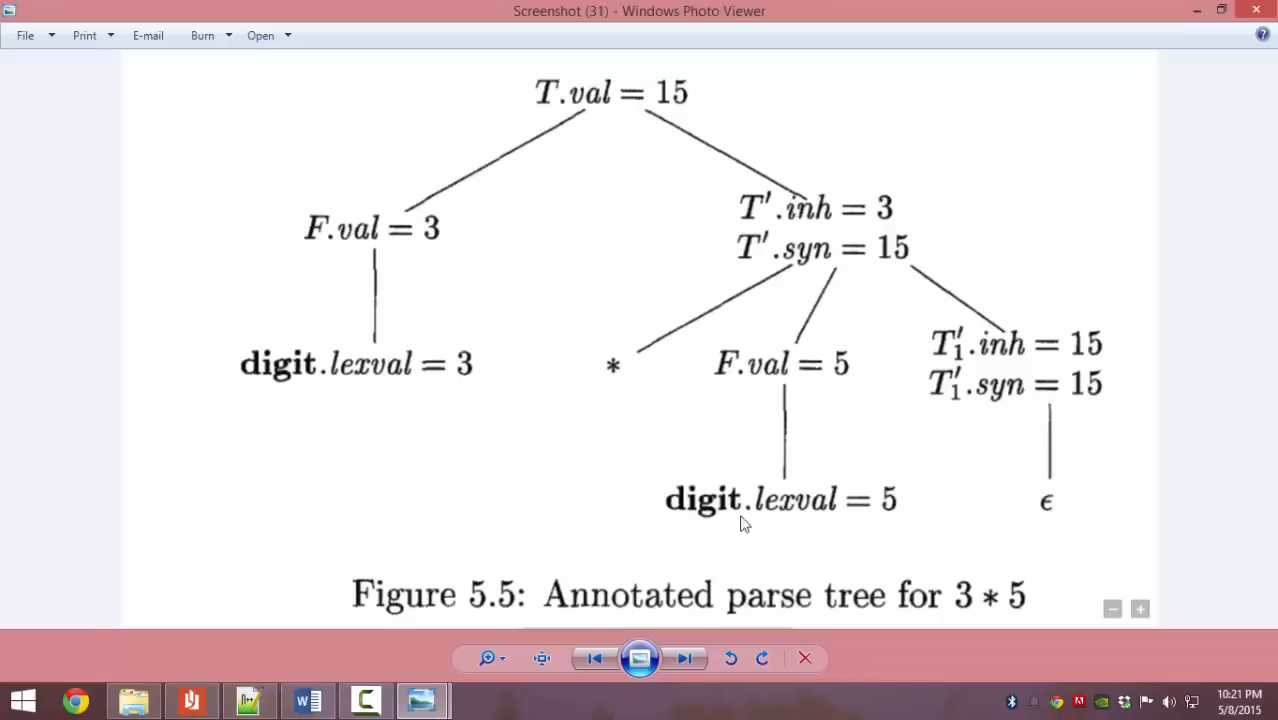 Screenshot (31) - Windows Photo Viewer
File Print E-mail Burn Open
T.val = 15
F.val = 3
T′.inh = 3
T′.syn = 15
digit.lexval = 3
*
F.val = 5
T′₁.inh = 15
T′₁.syn = 15
digit.lexval = 5
ϵ
Figure 5.5: Annotated parse tree for 3 * 5
10:21 PM
5/8/2015